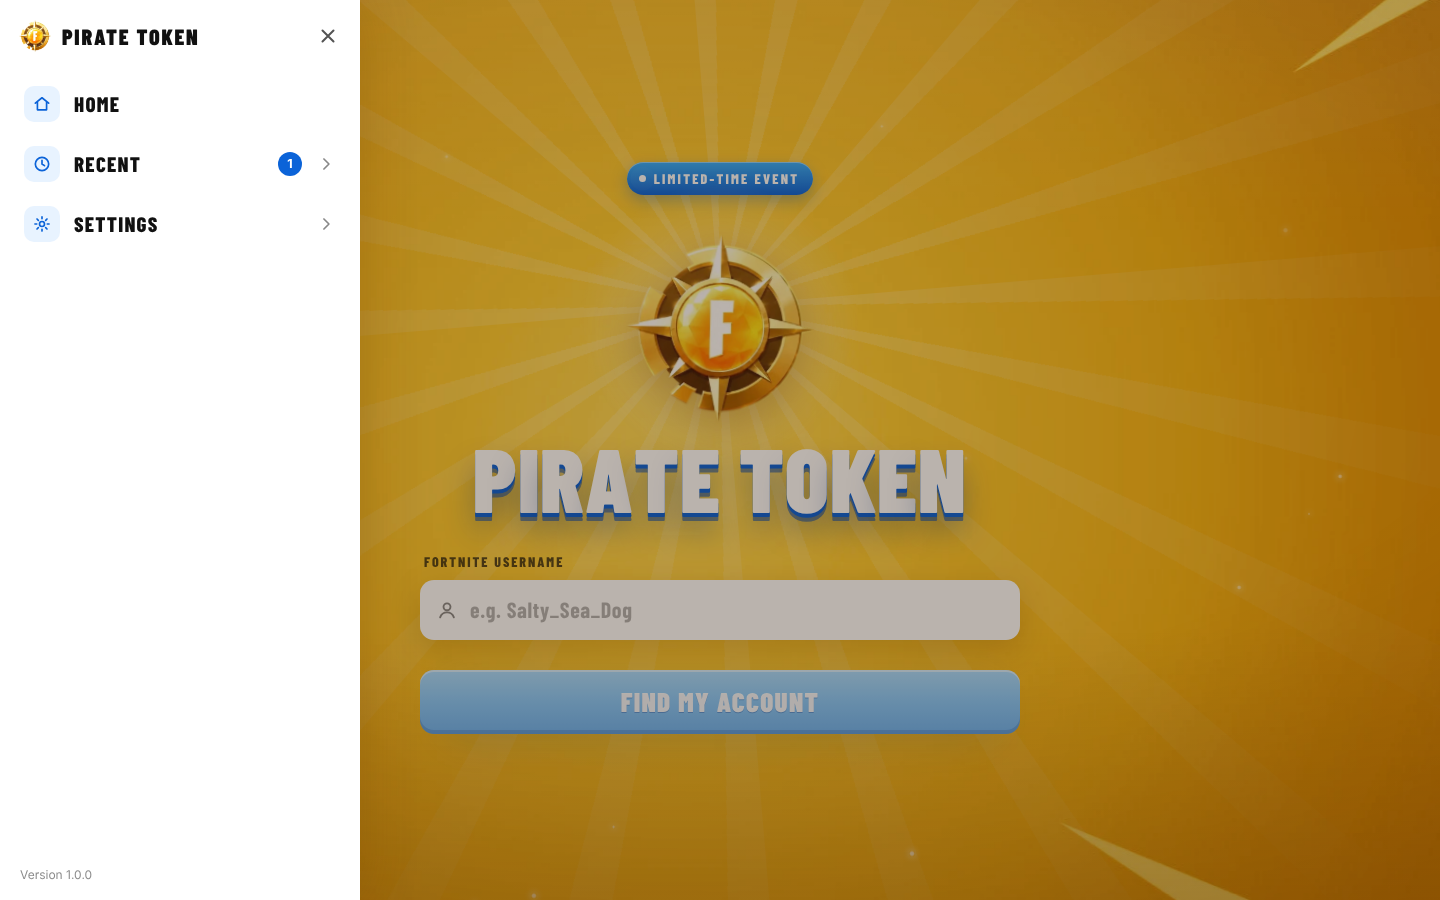 PIRATE TOKEN
HOME
RECENT 1
SETTINGS
Version 1.0.0
LIMITED-TIME EVENT
F
PIRATE TOKEN
FORTNITE USERNAME
e.g. Salty_Sea_Dog
FIND MY ACCOUNT